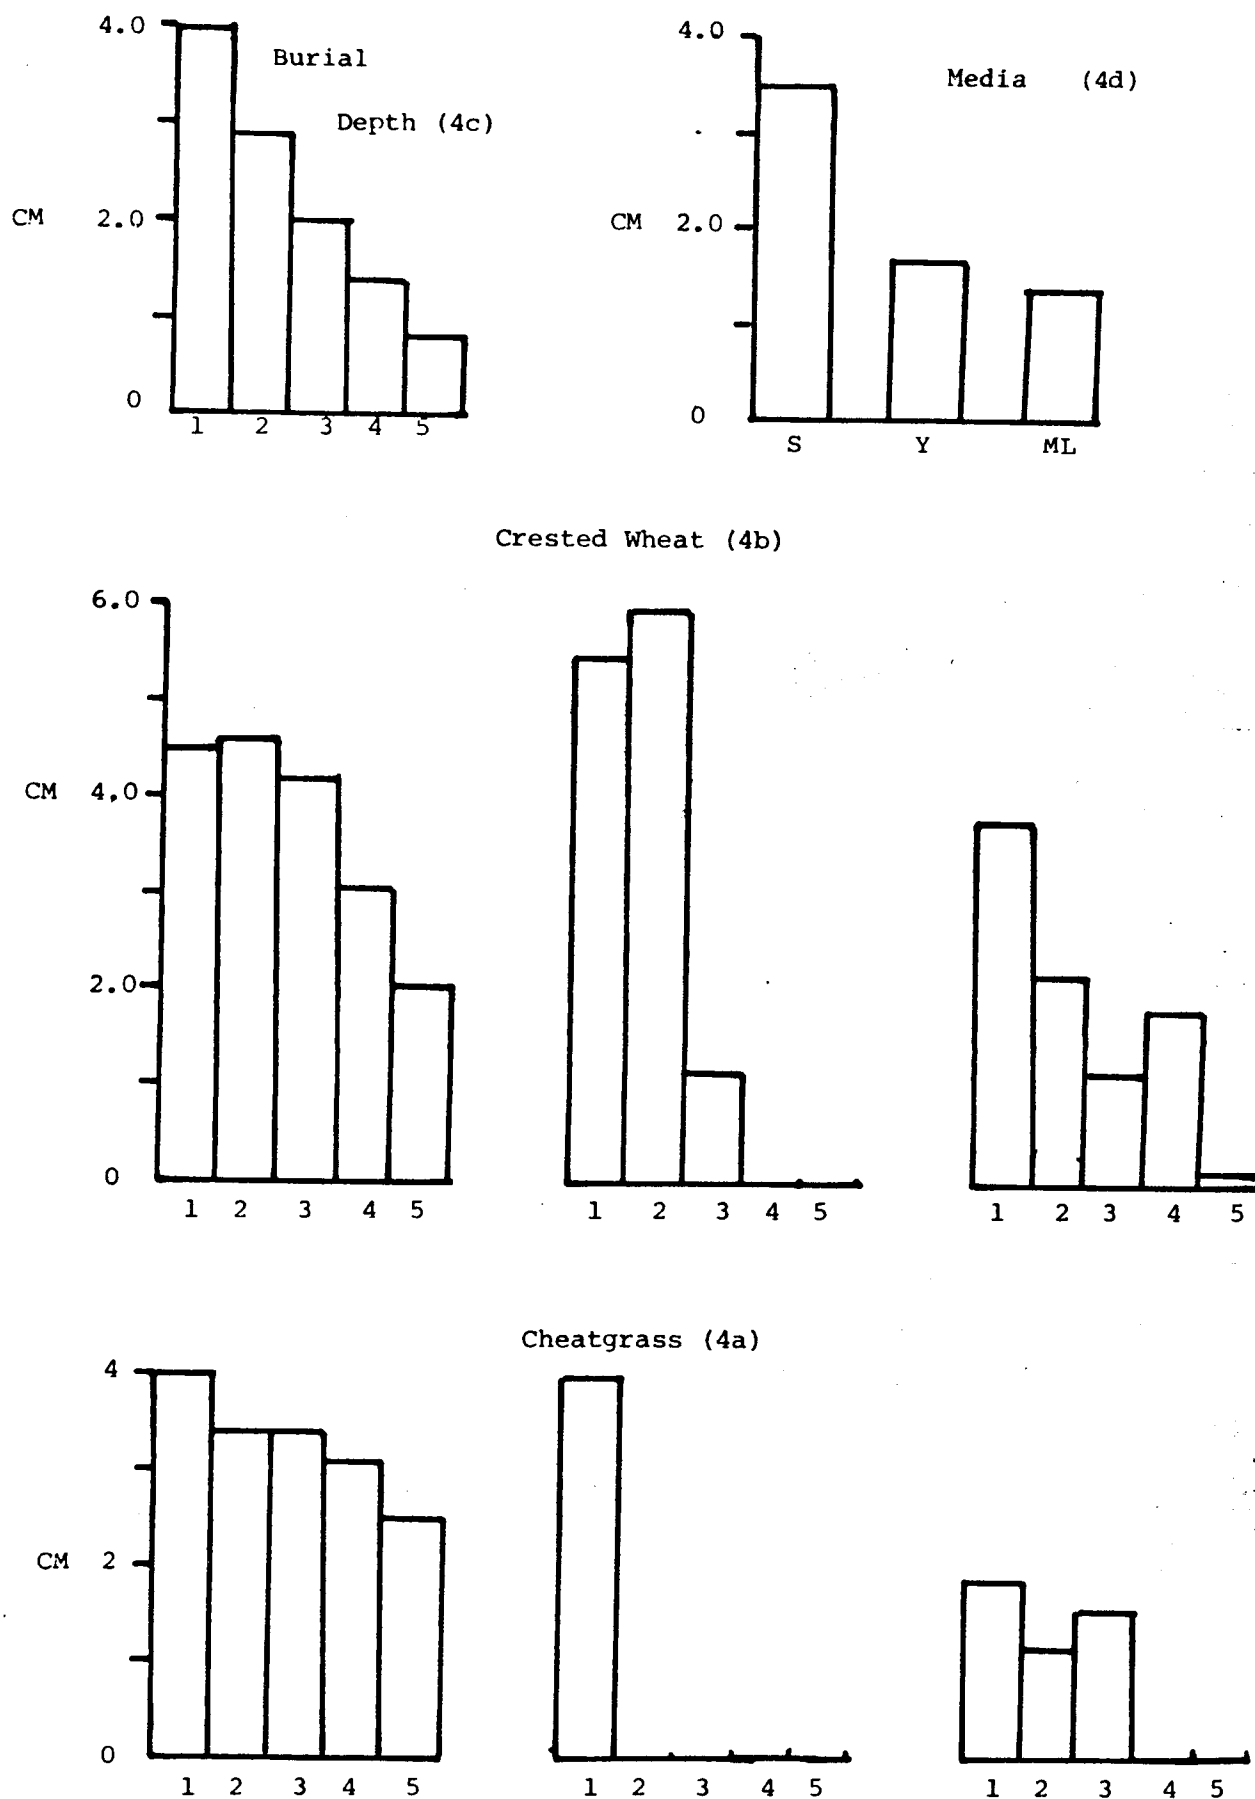 4.0
Burial
Depth (4c)
CM 2.0
0
1 2 3 4 5
4.0
Media (4d)
CM 2.0
0
S Y ML
Crested Wheat (4b)
6.0
CM 4,0
2.0
0
1 2 3 4 5 1 2 3 4 5 1 2 3 4 5
Cheatgrass (4a)
4
CM 2
0
1 2 3 4 5 1 2 3 4 5 1 2 3 4 5